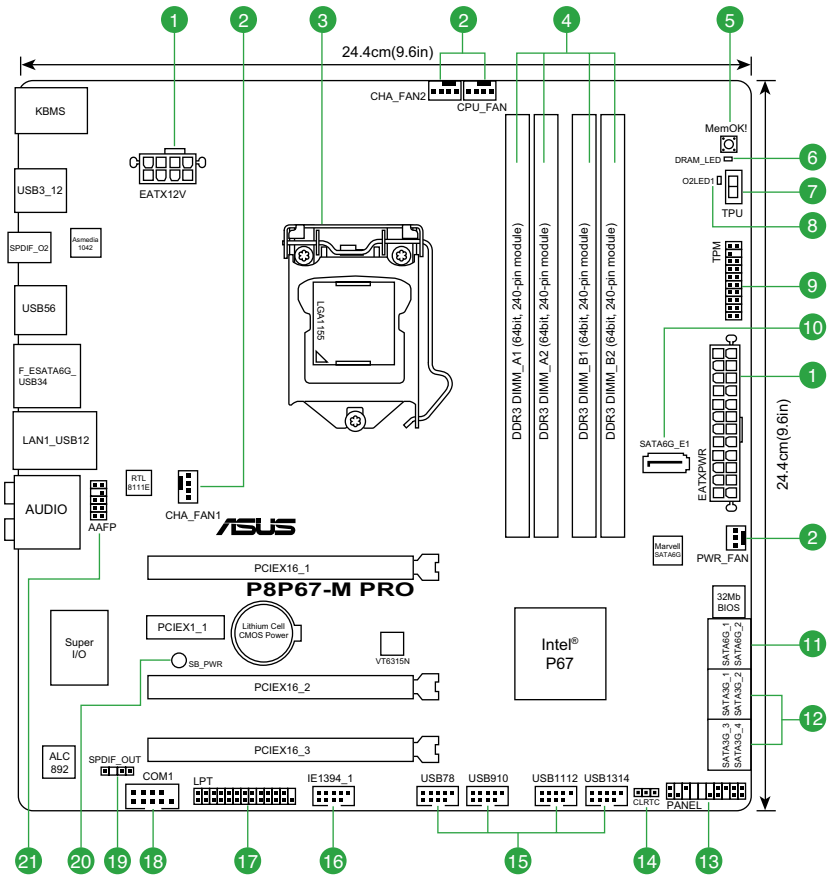 1
2
3
2
4
5
24.4cm(9.6in)
KBMS
CHA_FAN2
CPU_FAN
MemOK!
DRAM_LED
6
O2LED1
7
TPU
8
EATX12V
USB3_12
SPDIF_O2
Asmedia
1042
TPM
9
USB56
LGA1155
DDR3 DIMM_A1 (64bit, 240-pin module)
DDR3 DIMM_A2 (64bit, 240-pin module)
DDR3 DIMM_B1 (64bit, 240-pin module)
DDR3 DIMM_B2 (64bit, 240-pin module)
10
F_ESATA6G_
USB34
1
LAN1_USB12
SATA6G_E1
EATXPWR
24.4cm(9.6in)
RTL
8111E
2
AUDIO
AAFP
CHA_FAN1
ASUS
Marvell
SATA6G
PWR_FAN
2
PCIEX16_1
P8P67-M PRO
32Mb
BIOS
PCIEX1_1
Lithium Cell
CMOS Power
Super
I/O
VT6315N
Intel®
P67
SATA6G_1
SATA6G_2
11
SB_PWR
PCIEX16_2
SATA3G_1
SATA3G_2
12
SATA3G_3
SATA3G_4
PCIEX16_3
ALC
892
SPDIF_OUT
COM1
LPT
IE1394_1
USB78
USB910
USB1112
USB1314
CLRTC
PANEL
21
20
19
18
17
16
15
14
13